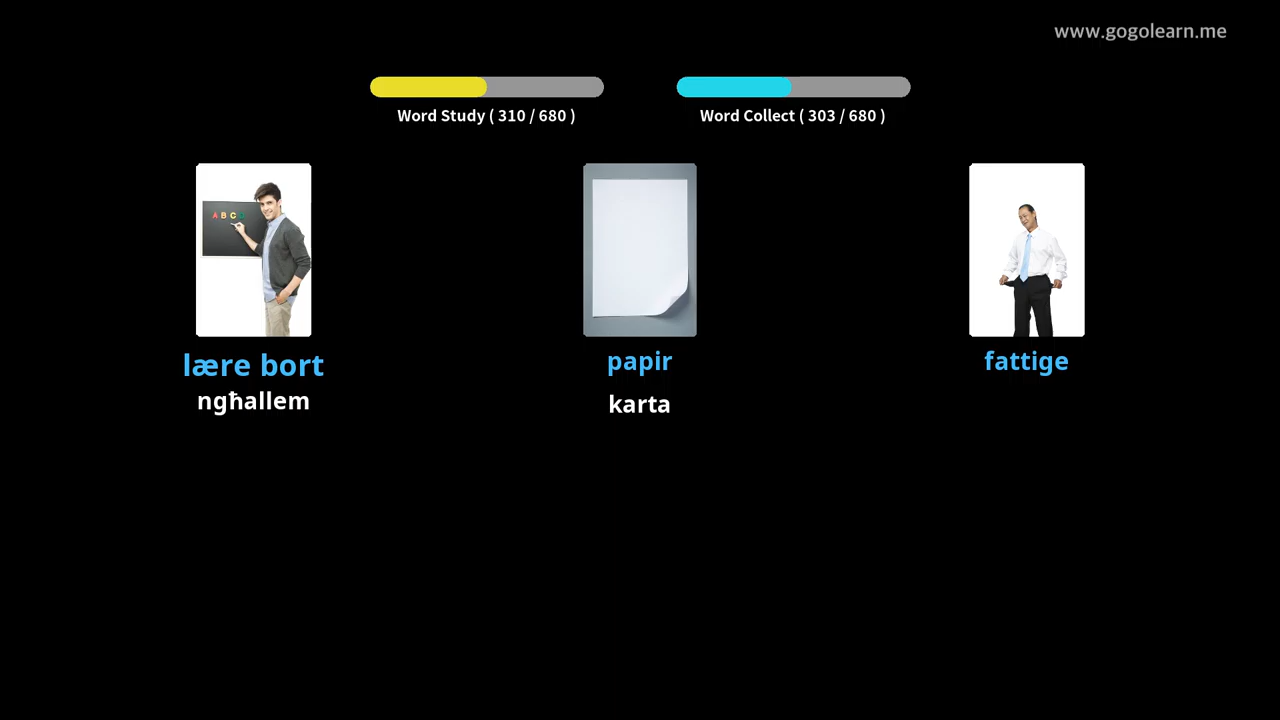 www.gogolearn.me
Word Study ( 310 / 680 )
Word Collect ( 303 / 680 )
A B C
lære bort
papir
fattige
ngħallem
karta